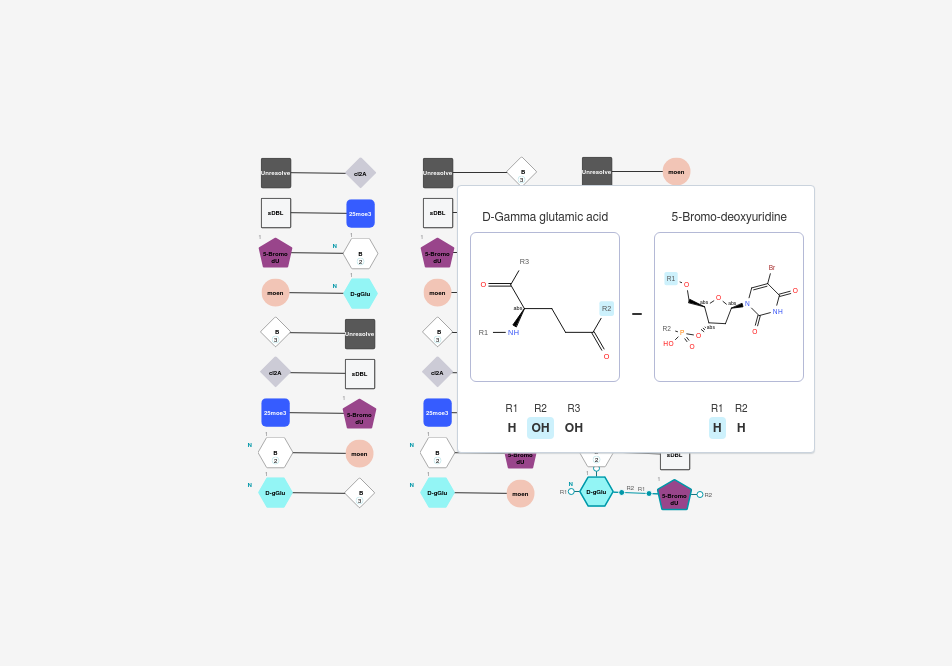 Unresolve
cl2A
Unresolve
B
3
Unresolve
moen
sDBL
25moe3
sDBL
5-Bromo
dU
N
B
2
5-Bromo
dU
moen
N
D-gGlu
moen
B
3
Unresolve
B
3
cl2A
sDBL
cl2A
25moe3
5-Bromo
dU
25moe3
N
B
2
moen
N
B
2
5-Bromo
dU
2
sDBL
N
D-gGlu
B
3
N
D-gGlu
moen
R1
N
D-gGlu
R2
R1
5-Bromo
dU
R2
D-Gamma glutamic acid
5-Bromo-deoxyuridine
R3
O
abs
R2
R1
NH
O
R1
O
Br
O
abs
O
abs
N
NH
O
R2
P
O
abs
HO
O
R1 R2 R3
H OH OH
R1 R2
H H